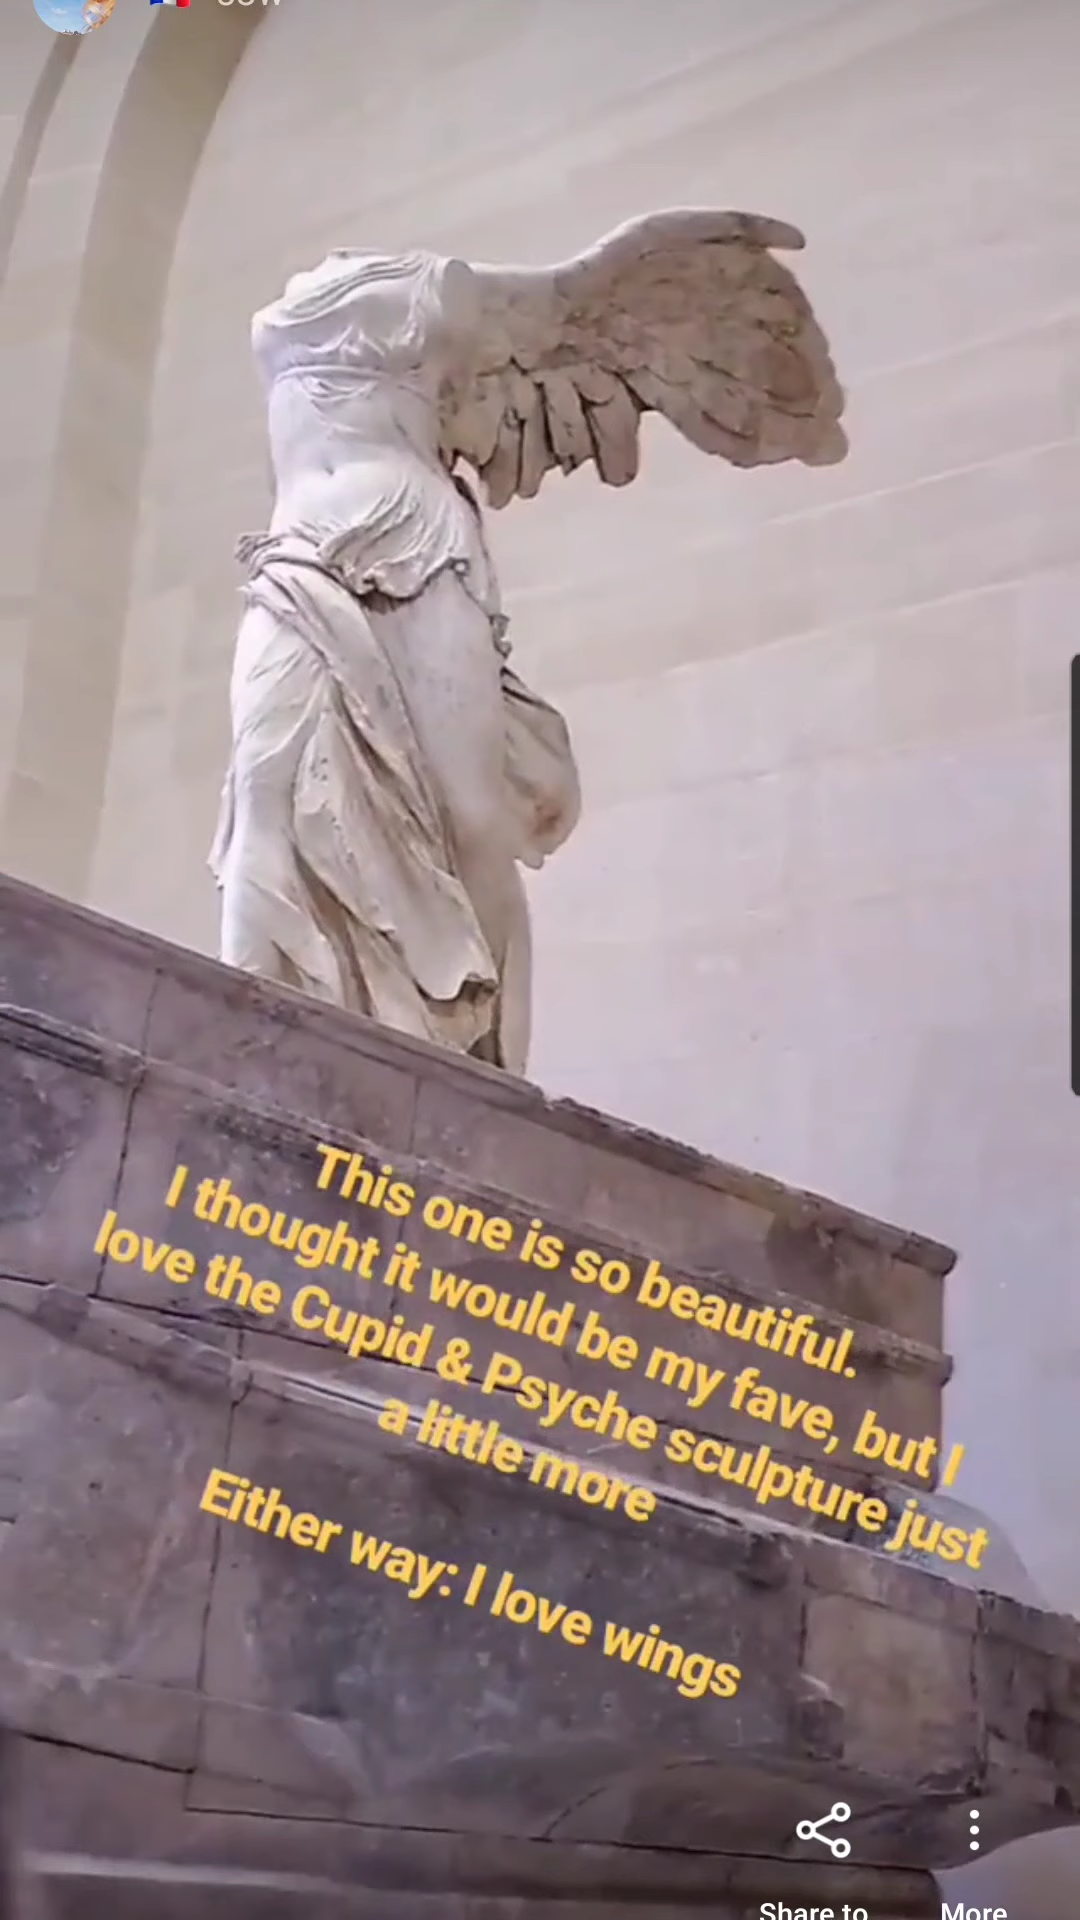 This one is so beautiful.
I thought it would be my fave, but I
love the Cupid & Psyche sculpture just
a little more
Either way: I love wings
Share to
More